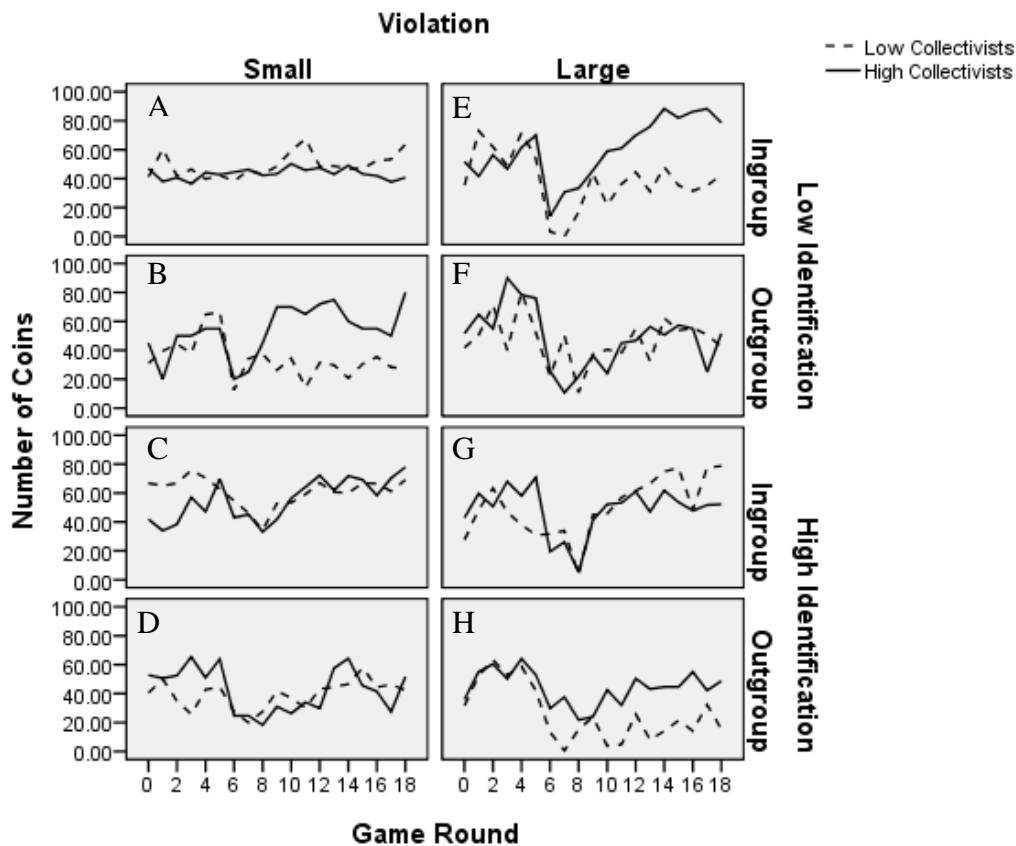 Violation
Low Collectivists
High Collectivists
Small
Large
Number of Coins
100.00
80.00
60.00
40.00
20.00
0.00
A
E
Ingroup
100.00
80.00
60.00
40.00
20.00
0.00
B
F
Outgroup
Low Identification
100.00
80.00
60.00
40.00
20.00
0.00
C
G
Ingroup
100.00
80.00
60.00
40.00
20.00
0.00
D
H
Outgroup
High Identification
0 2 4 6 8 10 12 14 16 18
0 2 4 6 8 10 12 14 16 18
Game Round